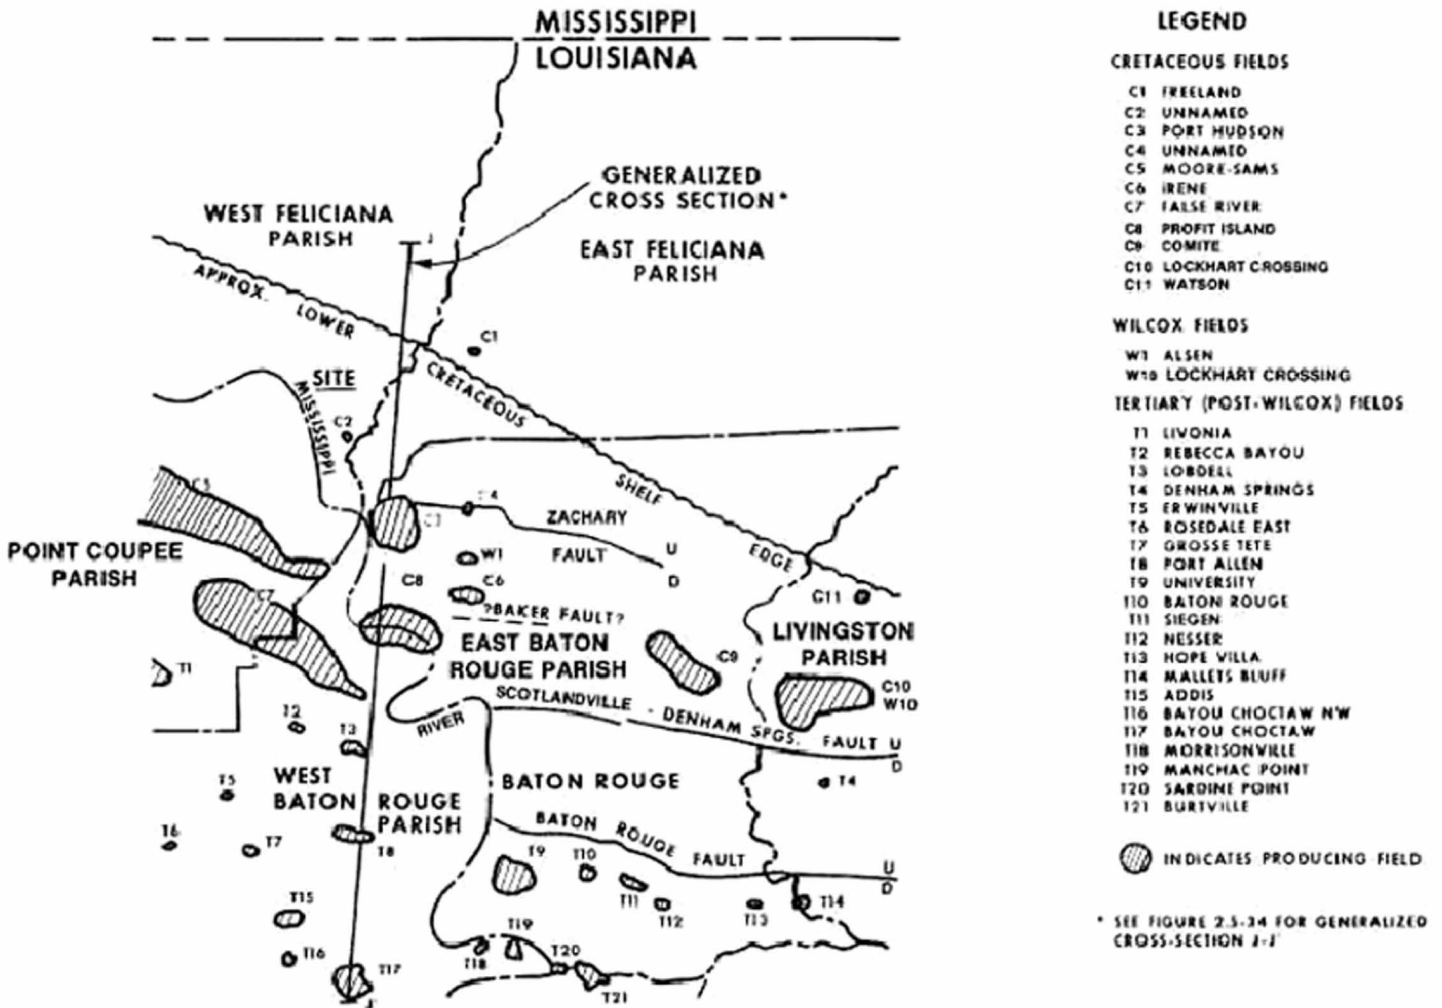 MISSISSIPPI
LOUISIANA
GENERALIZED
CROSS SECTION*
WEST FELICIANA
PARISH
J
EAST FELICIANA
PARISH
APPROX. LOWER CRETACEOUS SHELF EDGE
C1
SITE
MISSISSIPPI
C2
C5
C4
C3
ZACHARY
FAULT
U
D
POINT COUPEE
PARISH
W1
C8
C6
C7
?BAKER FAULT?
C11
EAST BATON
ROUGE PARISH
LIVINGSTON
PARISH
C9
C10
W10
T1
SCOTLANDVILLE - DENHAM SPGS. FAULT U
D
RIVER
T2
T3
T5
WEST
BATON ROUGE
PARISH
BATON ROUGE
T4
T6
T7
T8
BATON ROUGE FAULT
U
D
T9
T10
T11
T12
T13
T14
T15
T16
T17
T18
T19
T20
T21
LEGEND
CRETACEOUS FIELDS
C1 FREELAND
C2 UNNAMED
C3 PORT HUDSON
C4 UNNAMED
C5 MOORE-SAMS
C6 IRENE
C7 FALSE RIVER
C8 PROFIT ISLAND
C9 COMITE
C10 LOCKHART CROSSING
C11 WATSON
WILCOX FIELDS
W1 ALSEN
W10 LOCKHART CROSSING
TERTIARY (POST-WILCOX) FIELDS
T1 LIVONIA
T2 REBECCA BAYOU
T3 LOBDELL
T4 DENHAM SPRINGS
T5 ERWINVILLE
T6 ROSEDALE EAST
T7 GROSSE TETE
T8 PORT ALLEN
T9 UNIVERSITY
T10 BATON ROUGE
T11 SIEGEN
T12 NESSER
T13 HOPE VILLA
T14 MALLETS BLUFF
T15 ADDIS
T16 BAYOU CHOCTAW NW
T17 BAYOU CHOCTAW
T18 MORRISONVILLE
T19 MANCHAC POINT
T20 SARDINE POINT
T21 BURTVILLE
INDICATES PRODUCING FIELD
* SEE FIGURE 2.5-34 FOR GENERALIZED
CROSS-SECTION J-J'